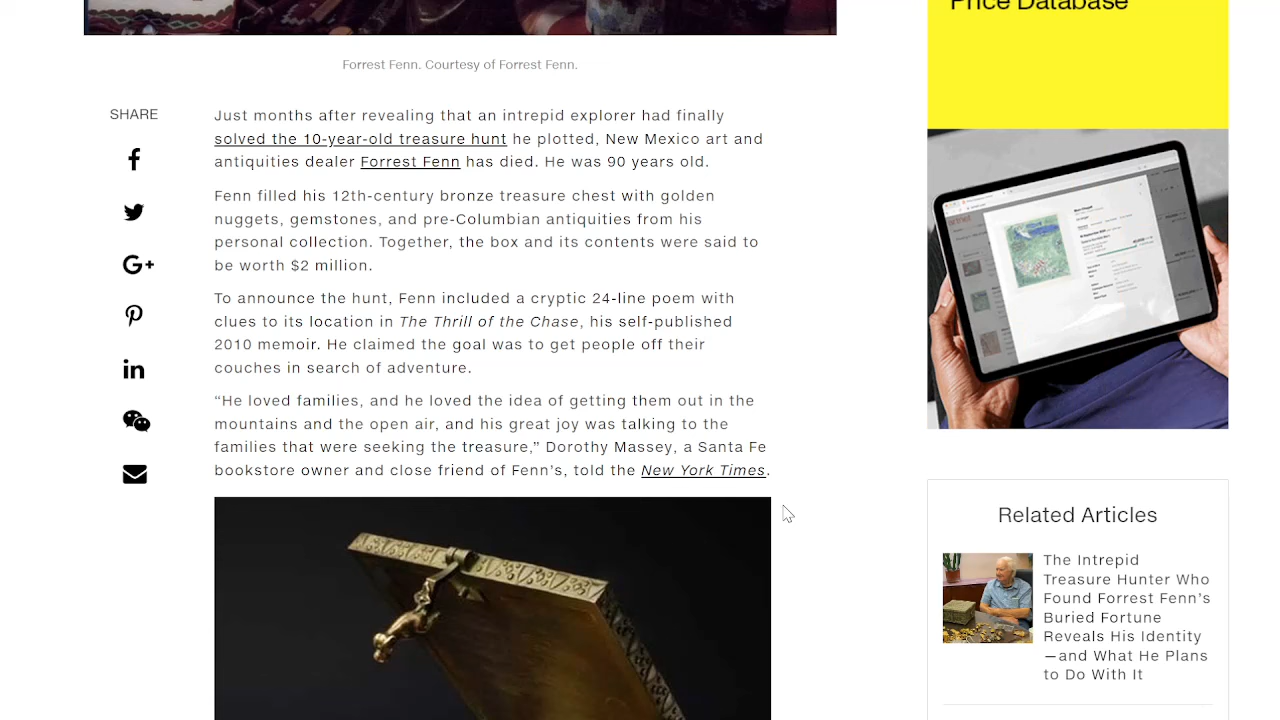 Price Database
Forrest Fenn. Courtesy of Forrest Fenn.
SHARE
Just months after revealing that an intrepid explorer had finally
solved the 10-year-old treasure hunt he plotted, New Mexico art and
antiquities dealer Forrest Fenn has died. He was 90 years old.
Fenn filled his 12th-century bronze treasure chest with golden
nuggets, gemstones, and pre-Columbian antiquities from his
personal collection. Together, the box and its contents were said to
be worth $2 million.
To announce the hunt, Fenn included a cryptic 24-line poem with
clues to its location in The Thrill of the Chase, his self-published
2010 memoir. He claimed the goal was to get people off their
couches in search of adventure.
“He loved families, and he loved the idea of getting them out in the
mountains and the open air, and his great joy was talking to the
families that were seeking the treasure,” Dorothy Massey, a Santa Fe
bookstore owner and close friend of Fenn’s, told the New York Times.
Related Articles
The Intrepid
Treasure Hunter Who
Found Forrest Fenn’s
Buried Fortune
Reveals His Identity
—and What He Plans
to Do With It